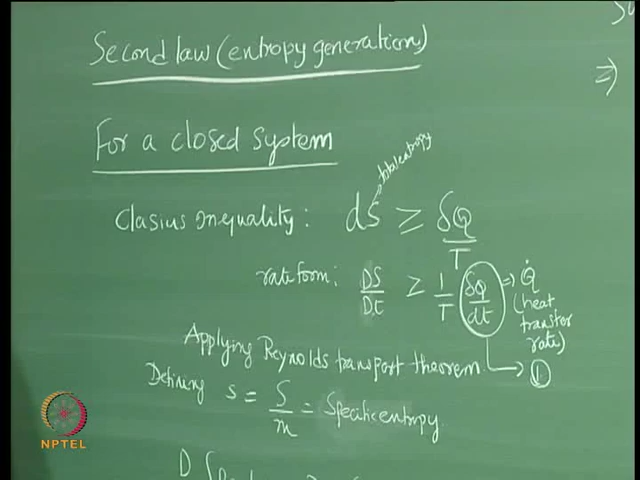 Second law (entropy generation)
For a closed system
total entropy
Clasius inequality: dS ≥ δQ/T
rate form: DS/Dt ≥ 1/T δQ/dt ⇒ Q̇
(heat transfer rate)
Applying Reynolds transport theorem → ①
Defining s = S/m = Specific entropy
⇒
NPTEL